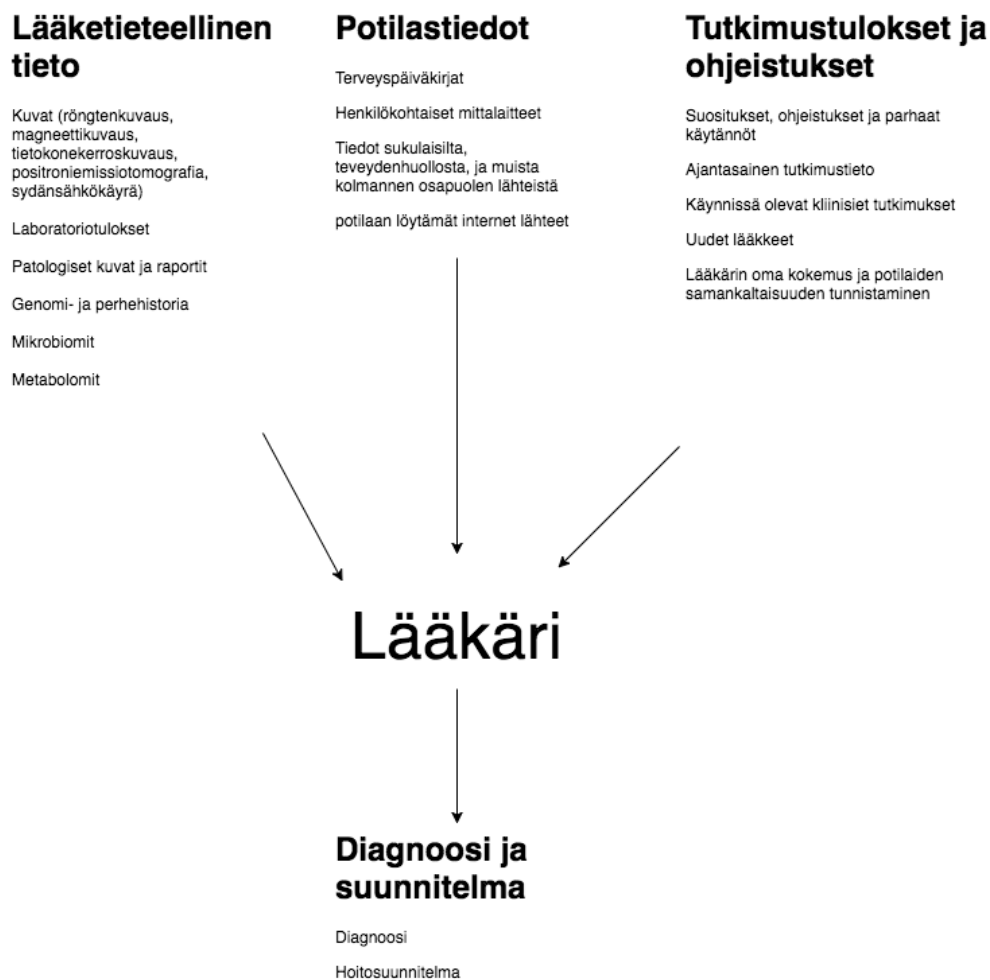 Lääketieteellinen
tieto
Kuvat (röngtenkuvaus,
magneettikuvaus,
tietokonekerroskuvaus,
positroniemissiotomografia,
sydänsähkökäyrä)
Laboratoriotulokset
Patologiset kuvat ja raportit
Genomi- ja perhehistoria
Mikrobiomit
Metabolomit
Potilastiedot
Terveyspäiväkirjat
Henkilökohtaiset mittalaitteet
Tiedot sukulaisilta,
teveydenhuollosta, ja muista
kolmannen osapuolen lähteistä
potilaan löytämät internet lähteet
Tutkimustulokset ja
ohjeistukset
Suositukset, ohjeistukset ja parhaat
käytännöt
Ajantasainen tutkimustieto
Käynnissä olevat kliinisiet tutkimukset
Uudet lääkkeet
Lääkärin oma kokemus ja potilaiden
samankaltaisuuden tunnistaminen
Lääkäri
Diagnoosi ja
suunnitelma
Diagnoosi
Hoitosuunnitelma